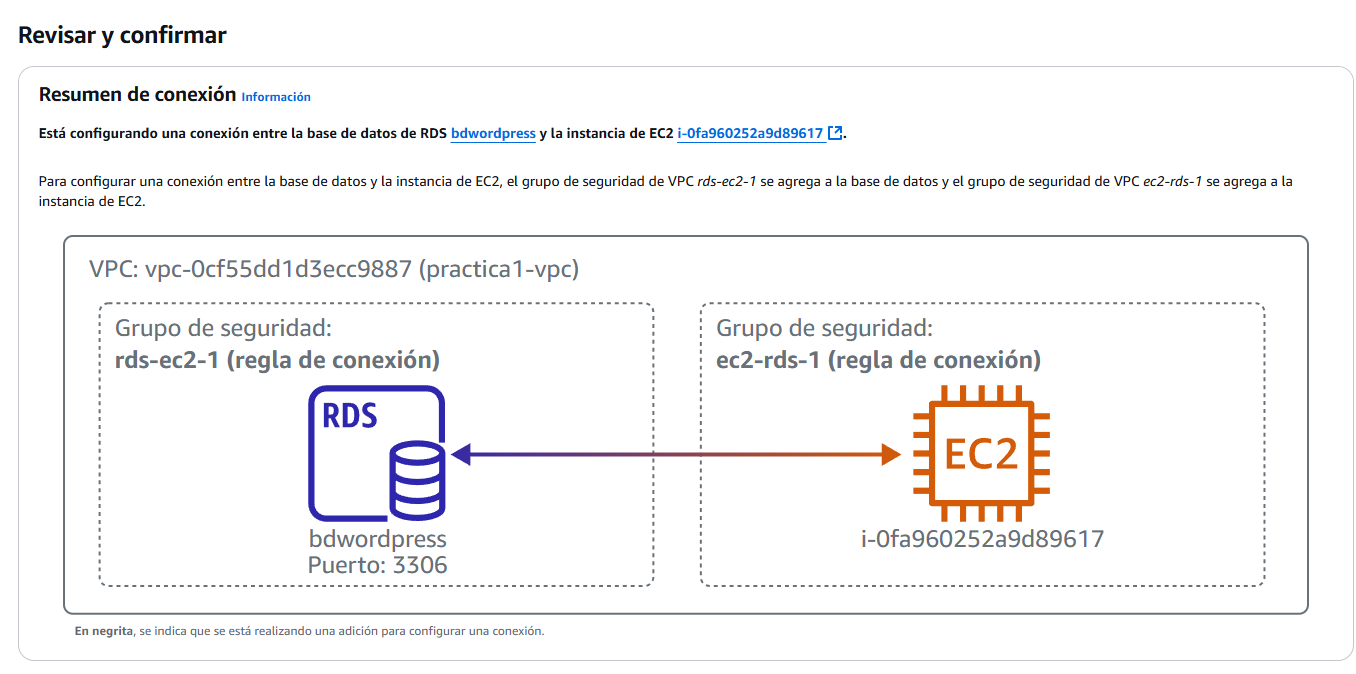 Revisar y confirmar
Resumen de conexión Información
Está configurando una conexión entre la base de datos de RDS bdwordpress y la instancia de EC2 i-0fa960252a9d89617.
Para configurar una conexión entre la base de datos y la instancia de EC2, el grupo de seguridad de VPC rds-ec2-1 se agrega a la base de datos y el grupo de seguridad de VPC ec2-rds-1 se agrega a la
instancia de EC2.
VPC: vpc-0cf55dd1d3ecc9887 (practica1-vpc)
Grupo de seguridad:
rds-ec2-1 (regla de conexión)
RDS
bdwordpress
Puerto: 3306
Grupo de seguridad:
ec2-rds-1 (regla de conexión)
EC2
i-0fa960252a9d89617
En negrita, se indica que se está realizando una adición para configurar una conexión.